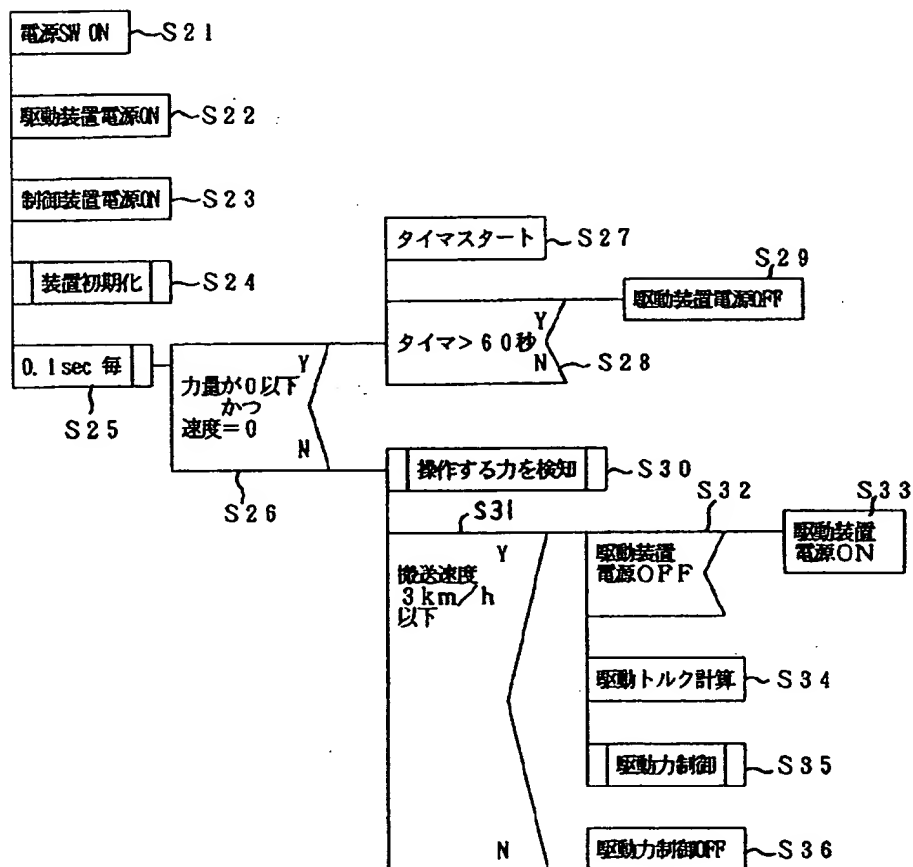 電源SW ON
S21
駆動装置電源ON
S22
制御装置電源ON
S23
装置初期化
S24
0.1sec 毎
S25
力量が0以下
かつ
速度=0
Y
N
S26
タイマスタート
S27
タイマ>60秒
Y
N
S28
駆動装置電源OFF
S29
操作する力を検知
S30
S31
搬送速度
3km/h
以下
Y
N
S32
駆動装置
電源OFF
S33
駆動装置
電源ON
駆動トルク計算
S34
駆動力制御
S35
駆動力制御OFF
S36